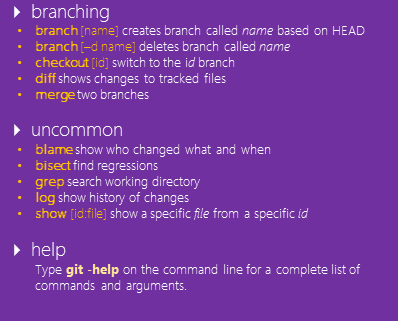 branching
• branch [name] creates branch called name based on HEAD
• branch [–d name] deletes branch called name
• checkout [id] switch to the id branch
• diff shows changes to tracked files
• merge two branches
uncommon
• blame show who changed what and when
• bisect find regressions
• grep search working directory
• log show history of changes
• show [id:file] show a specific file from a specific id
help
Type git -help on the command line for a complete list of
commands and arguments.